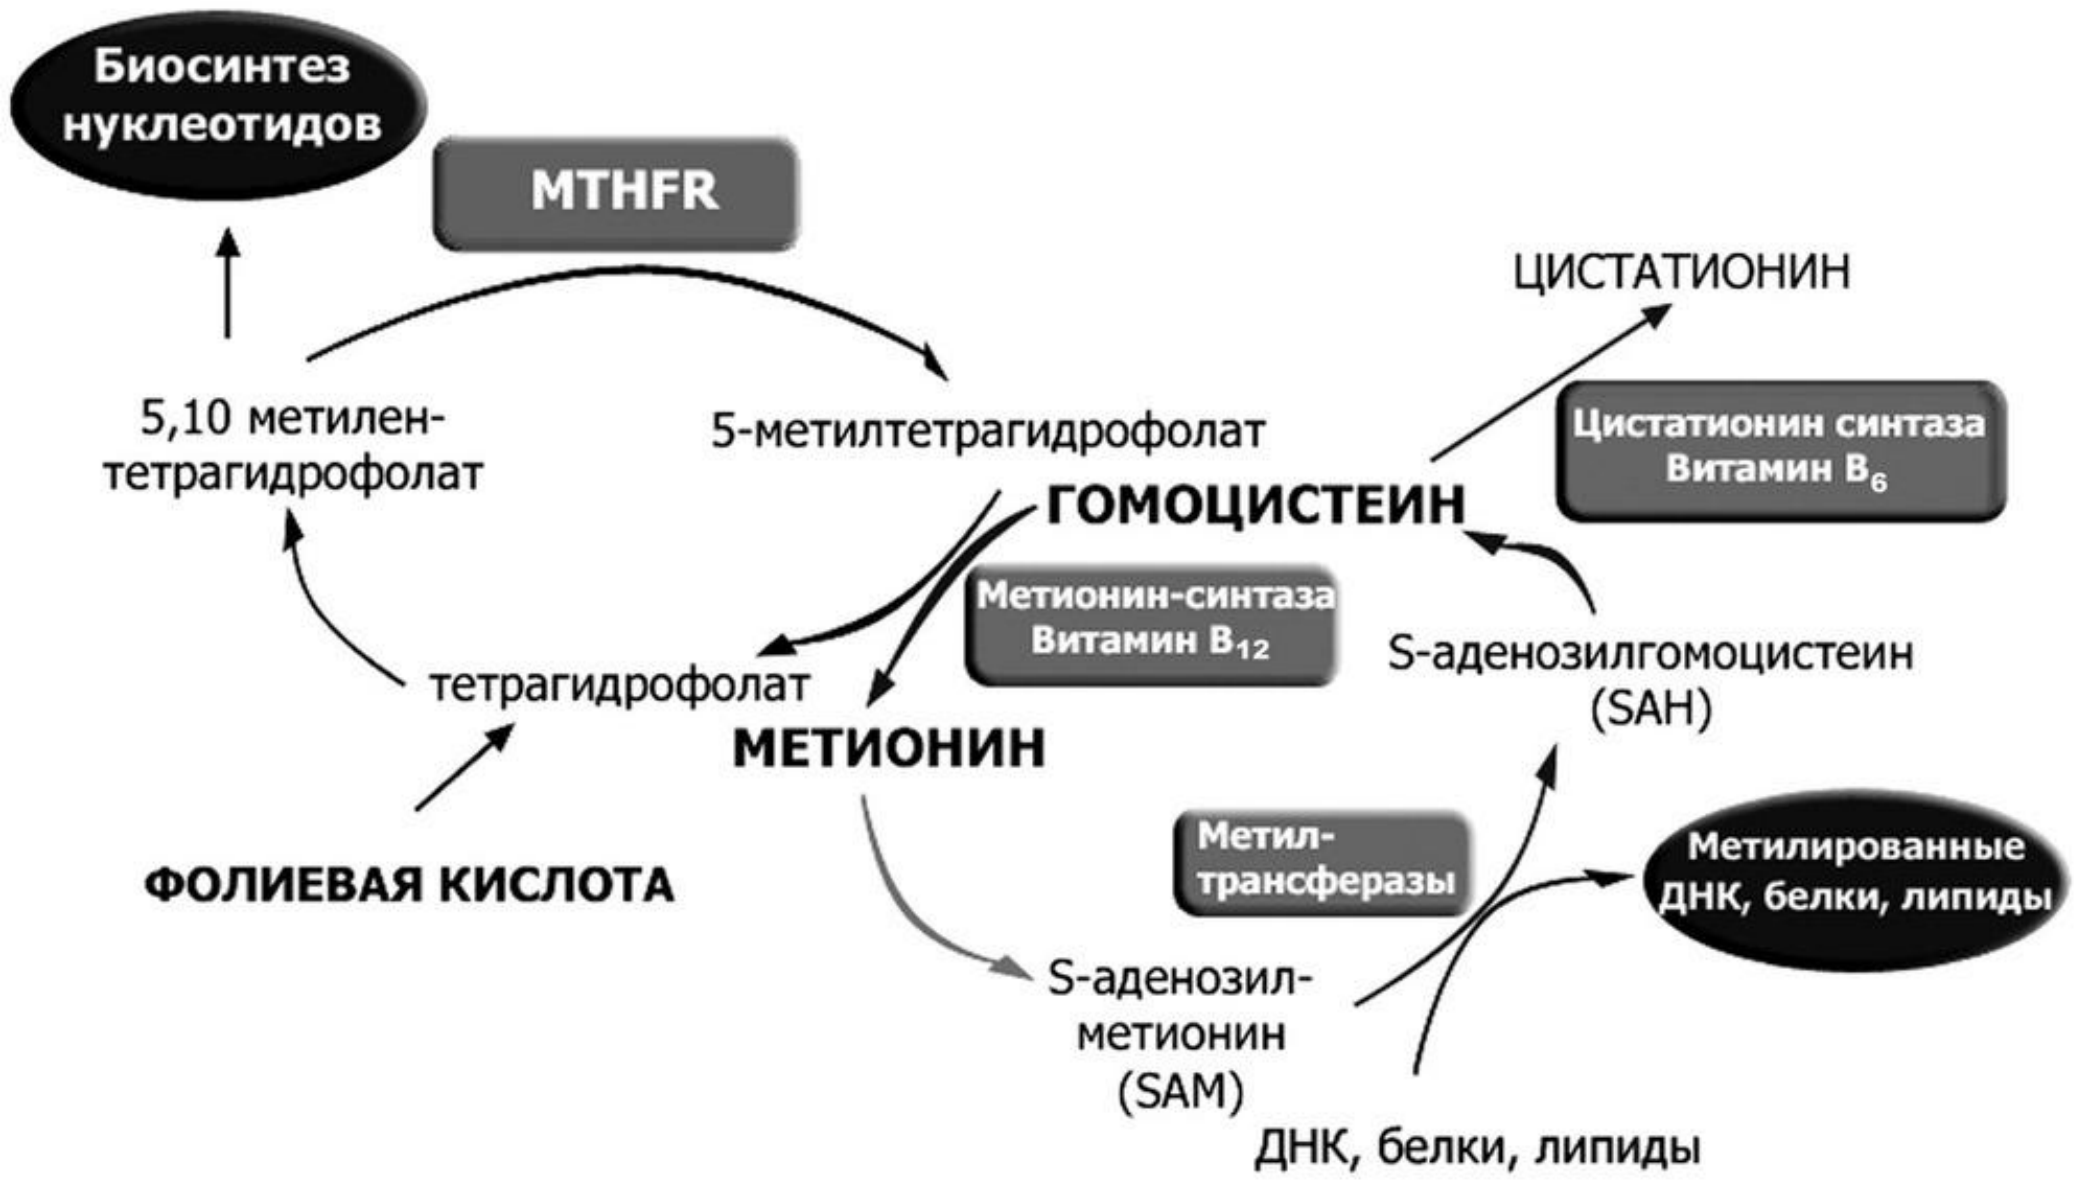 Биосинтез
нуклеотидов
MTHFR
ЦИСТАТИОНИН
5,10 метилен-
тетрагидрофолат
5-метилтетрагидрофолат
Цистатионин синтаза
Витамин B₆
ГОМОЦИСТЕИН
Метионин-синтаза
Витамин B₁₂
S-аденозилгомоцистеин
(SAH)
тетрагидрофолат
МЕТИОНИН
ФОЛИЕВАЯ КИСЛОТА
Метил-
трансферазы
Метилированные
ДНК, белки, липиды
S-аденозил-
метионин
(SAM)
ДНК, белки, липиды